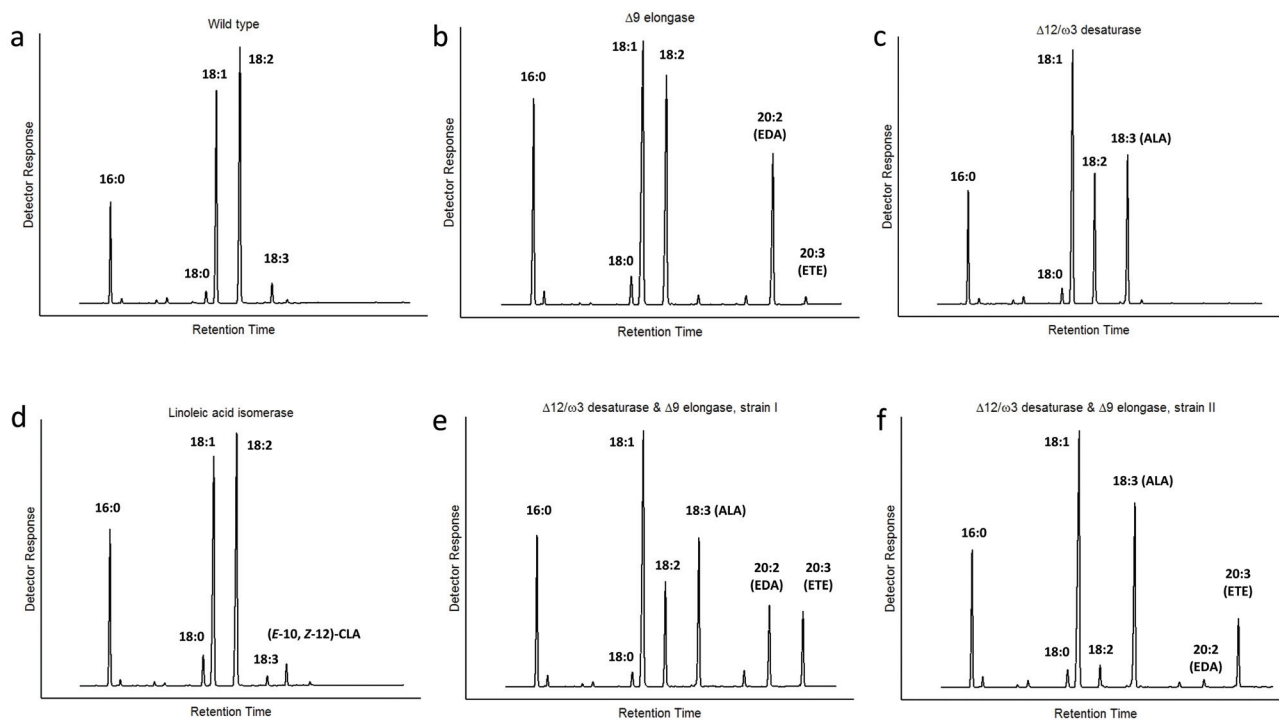 a
Wild type
Detector Response
16:0
18:0
18:1
18:2
18:3
Retention Time
b
Δ9 elongase
Detector Response
16:0
18:0
18:1
18:2
20:2
(EDA)
20:3
(ETE)
Retention Time
c
Δ12/ω3 desaturase
Detector Response
16:0
18:0
18:1
18:2
18:3 (ALA)
Retention Time
d
Linoleic acid isomerase
Detector Response
16:0
18:0
18:1
18:2
18:3
(E-10, Z-12)-CLA
Retention Time
e
Δ12/ω3 desaturase & Δ9 elongase, strain I
Detector Response
16:0
18:0
18:1
18:2
18:3 (ALA)
20:2
(EDA)
20:3
(ETE)
Retention Time
f
Δ12/ω3 desaturase & Δ9 elongase, strain II
Detector Response
16:0
18:0
18:1
18:2
18:3 (ALA)
20:2
(EDA)
20:3
(ETE)
Retention Time